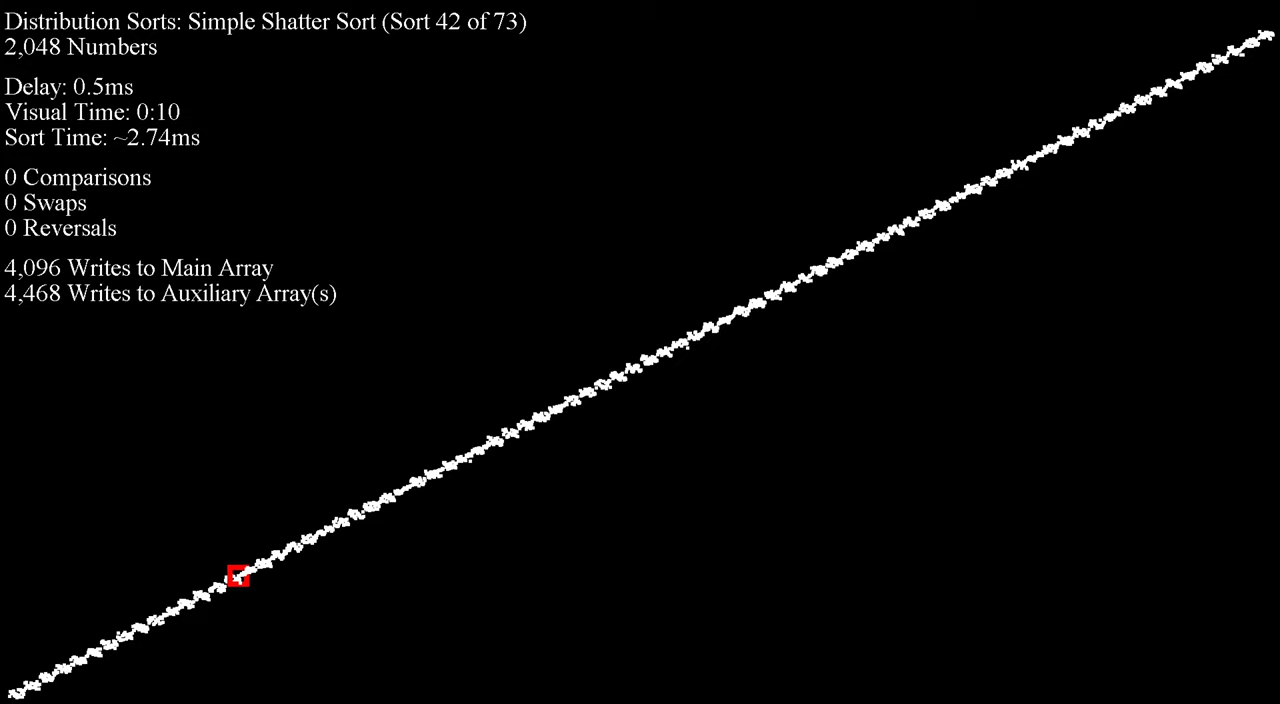 Distribution Sorts: Simple Shatter Sort (Sort 42 of 73)
2,048 Numbers
Delay: 0.5ms
Visual Time: 0:10
Sort Time: ~2.74ms
0 Comparisons
0 Swaps
0 Reversals
4,096 Writes to Main Array
4,468 Writes to Auxiliary Array(s)